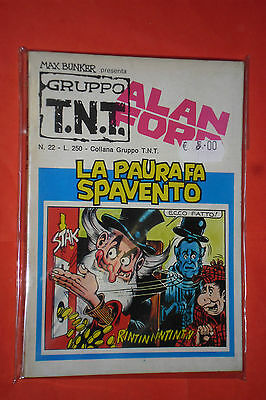 MAX BUNKER presenta
GRUPPO
T.N.T.
ALAN
FORD
€ 5.00
N. 22 - L. 250 - Collana Gruppo T.N.T.
LA PAURA FA
SPAVENTO
ECCO FATTO!
STAK
RINTINTINTINT!